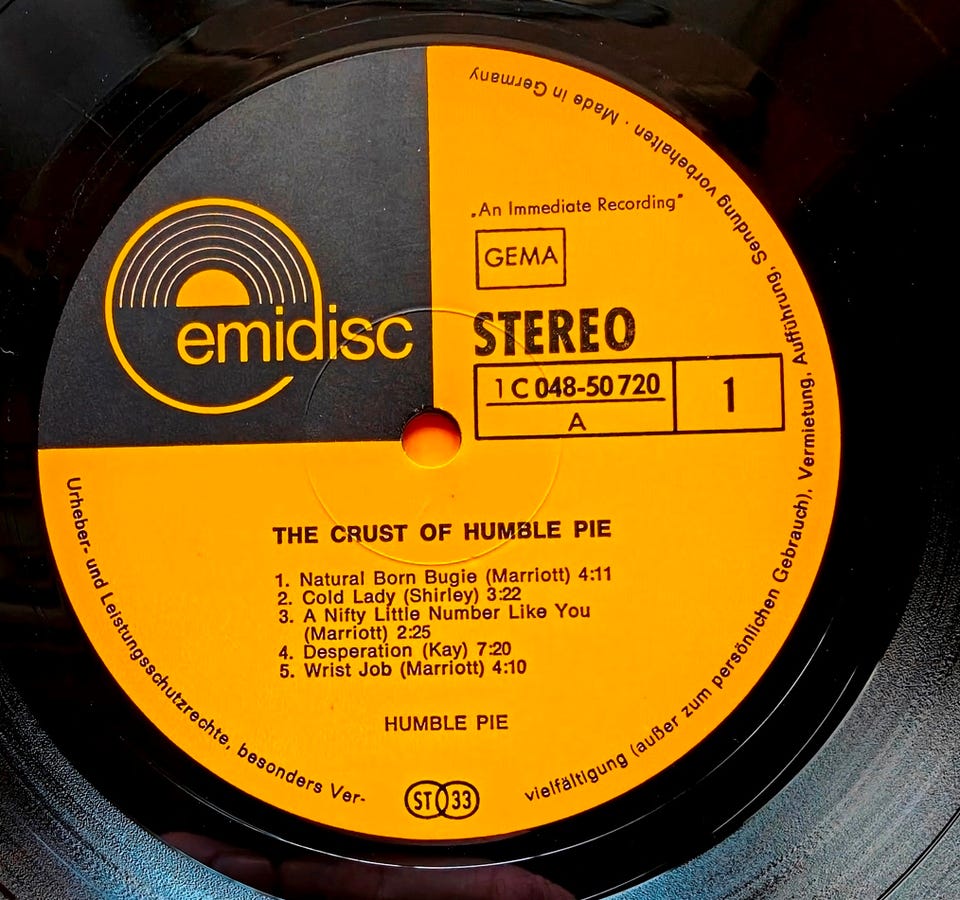 emidisc
„An Immediate Recording"
GEMA
STEREO
1 C 048-50 720
A
1
THE CRUST OF HUMBLE PIE
1. Natural Born Bugie (Marriott) 4:11
2. Cold Lady (Shirley) 3:22
3. A Nifty Little Number Like You
(Marriott) 2:25
4. Desperation (Kay) 7:20
5. Wrist Job (Marriott) 4:10
HUMBLE PIE
ST 33
Urheber- und Leistungsschutzrechte, besonders Ver-
vielfältigung (außer zum persönlichen Gebrauch), Vermietung, Aufführung, Sendung vorbehalten · Made in Germany